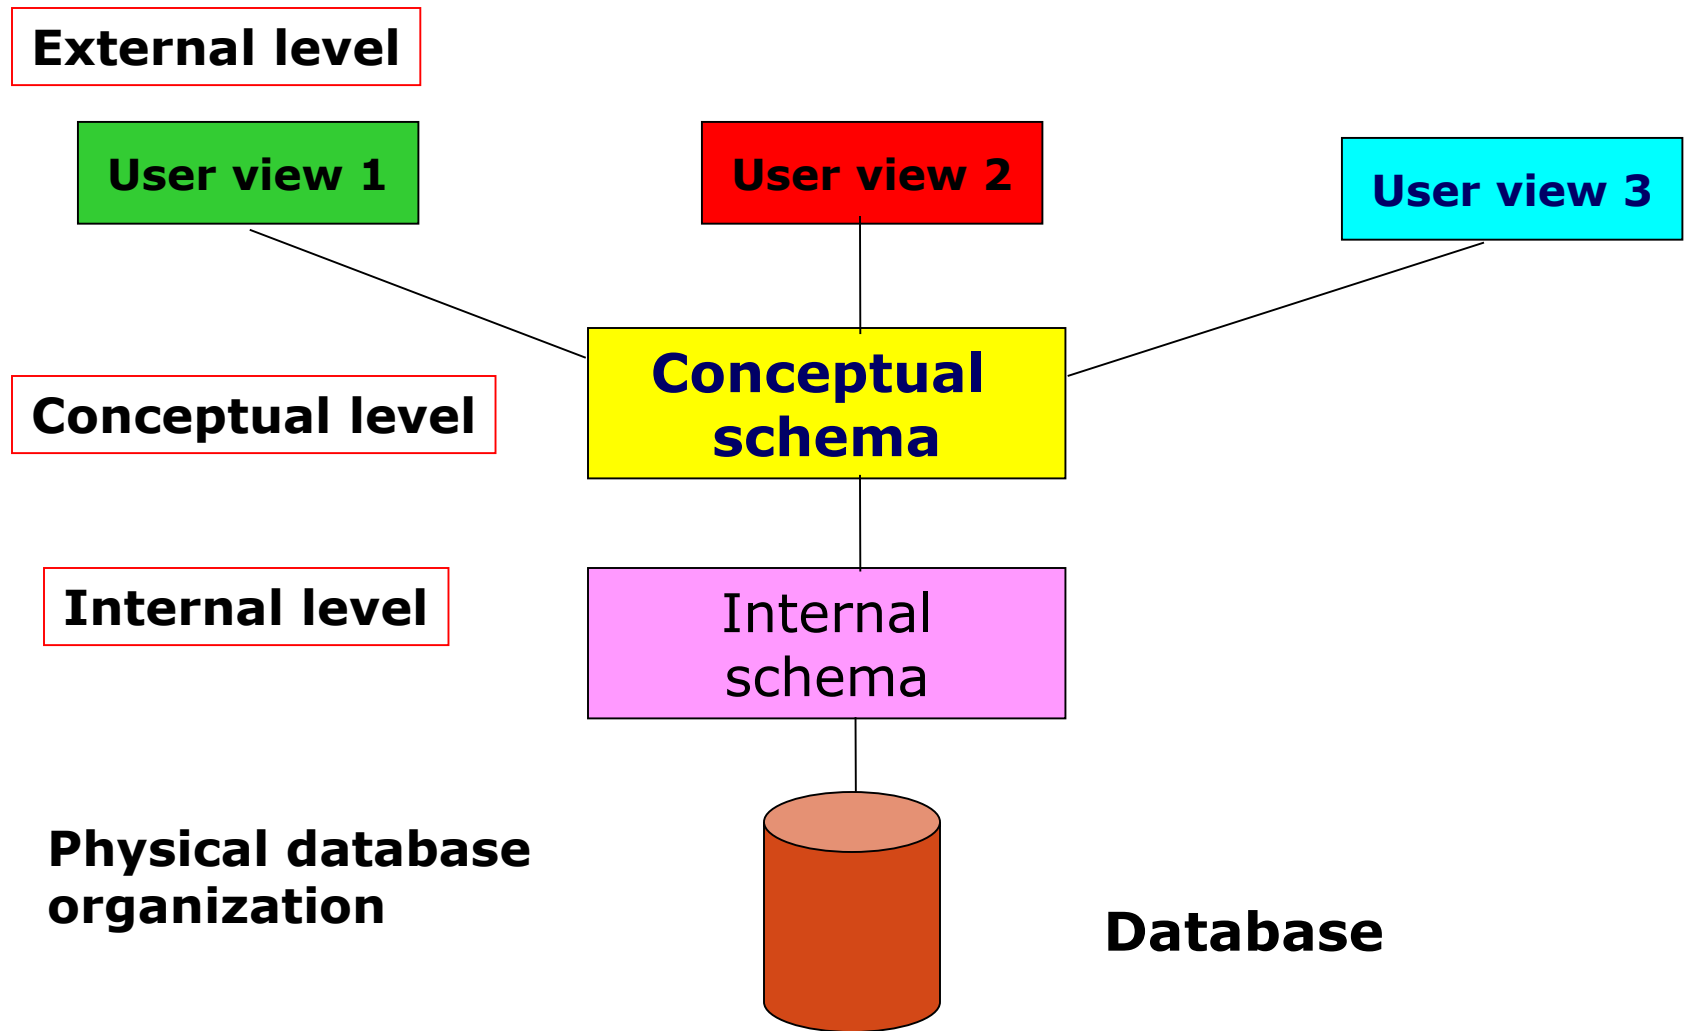 External level
User view 1
User view 2
User view 3
Conceptual
schema
Conceptual level
Internal level
Internal
schema
Physical database
organization
Database